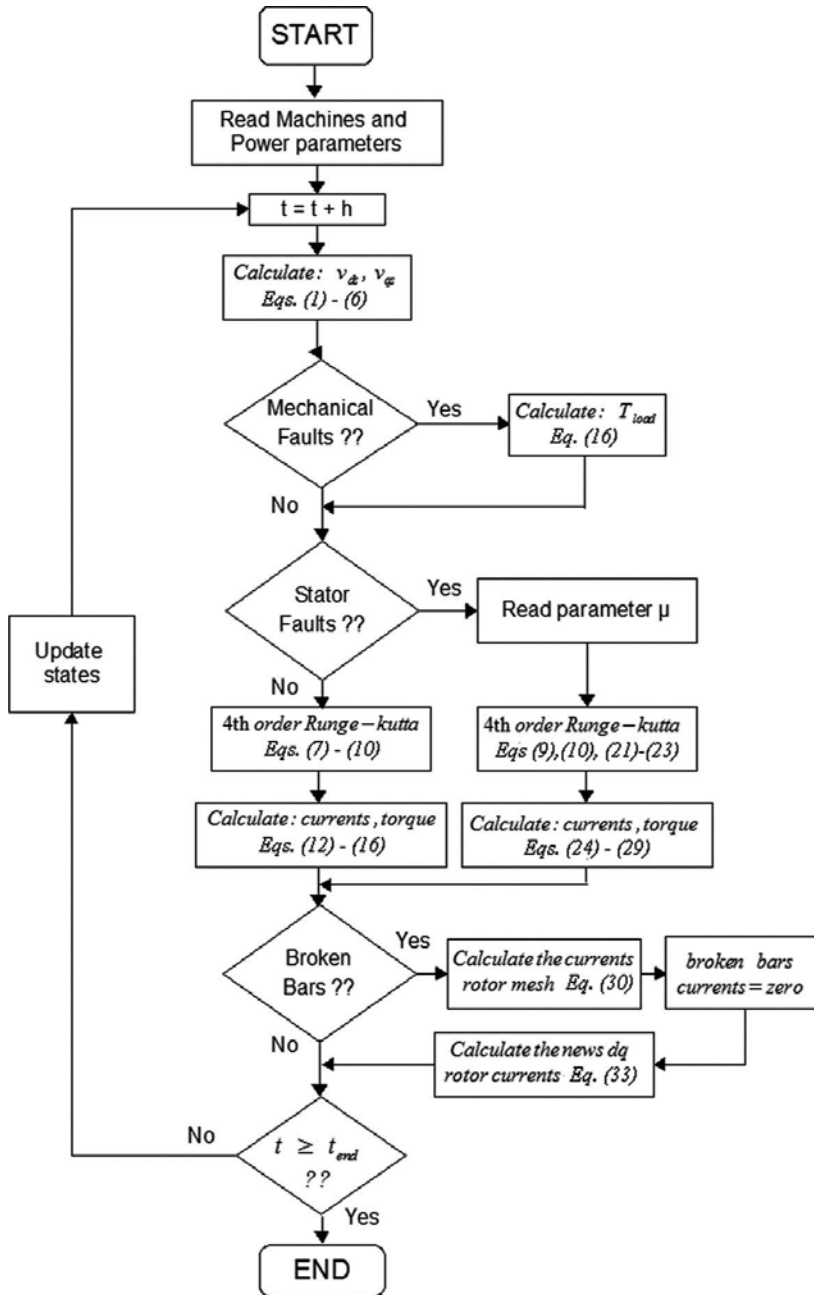 START
Read Machines and
Power parameters
t = t + h
Calculate: v_ds, v_qs
Eqs. (1) - (6)
Mechanical
Faults ??
Yes
Calculate: T_load
Eq. (16)
No
Stator
Faults ??
Yes
Read parameter µ
Update
states
No
4th order Runge-kutta
Eqs. (7) - (10)
4th order Runge-kutta
Eqs (9),(10), (21)-(23)
Calculate: currents, torque
Eqs. (12) - (16)
Calculate: currents, torque
Eqs. (24) - (29)
Broken
Bars ??
Yes
Calculate the currents
rotor mesh Eq. (30)
broken bars
currents = zero
No
Calculate the news dq
rotor currents Eq. (33)
No
t ≥ t_end
??
Yes
END